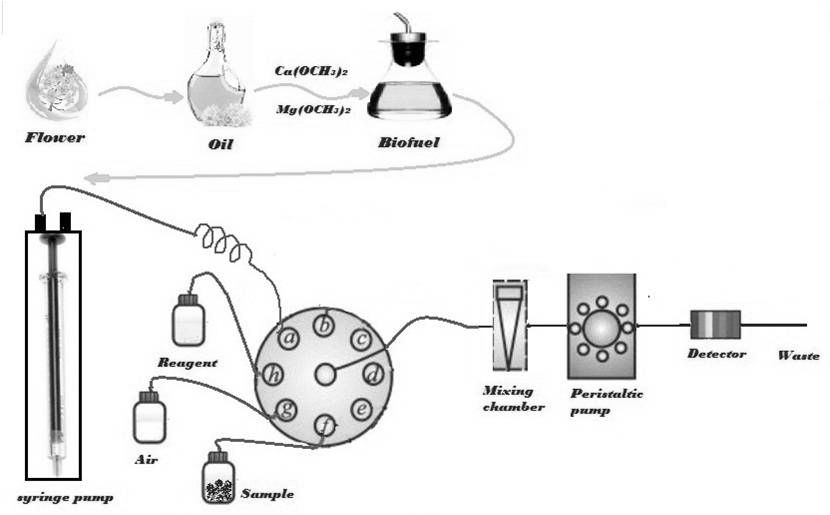 Ca(OCH₃)₂
Mg(OCH₃)₂
Flower
Oil
Biofuel
Reagent
a
b
c
h
d
g
e
f
Air
Sample
syringe pump
Mixing
chamber
Peristaltic
pump
Detector
Waste